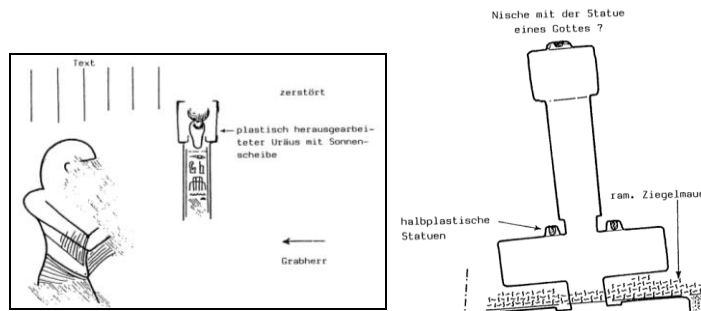 Text
zerstört
plastisch herausgearbei-
teter Uräus mit Sonnen-
scheibe
Grabherr
Nische mit der Statue
eines Gottes ?
halbplastische
Statuen
ram. Ziegelmaue